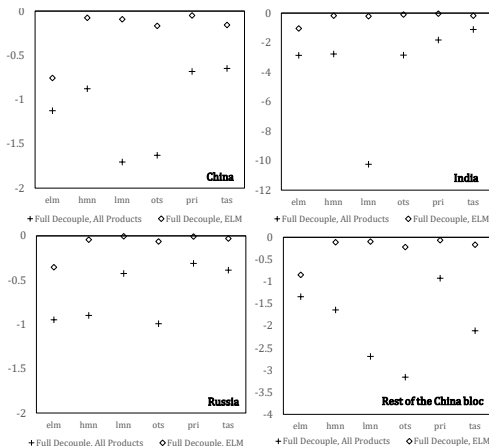 0
-0.5
-1
-1.5
-2
elm hmn lmn ots pri tas
China
+Full Decouple, All Products ◇Full Decouple, ELM
0
-2
-4
-6
-8
-10
-12
elm hmn lmn ots pri tas
India
+Full Decouple, All Products ◇Full Decouple, ELM
0
-0.5
-1
-1.5
-2
elm hmn lmn ots pri tas
Russia
+Full Decouple, All Products ◇Full Decouple, ELM
0
-0.5
-1
-1.5
-2
-2.5
-3
-3.5
-4
elm hmn lmn ots pri tas
Rest of the China bloc
+Full Decouple, All Products ◇Full Decouple, ELM